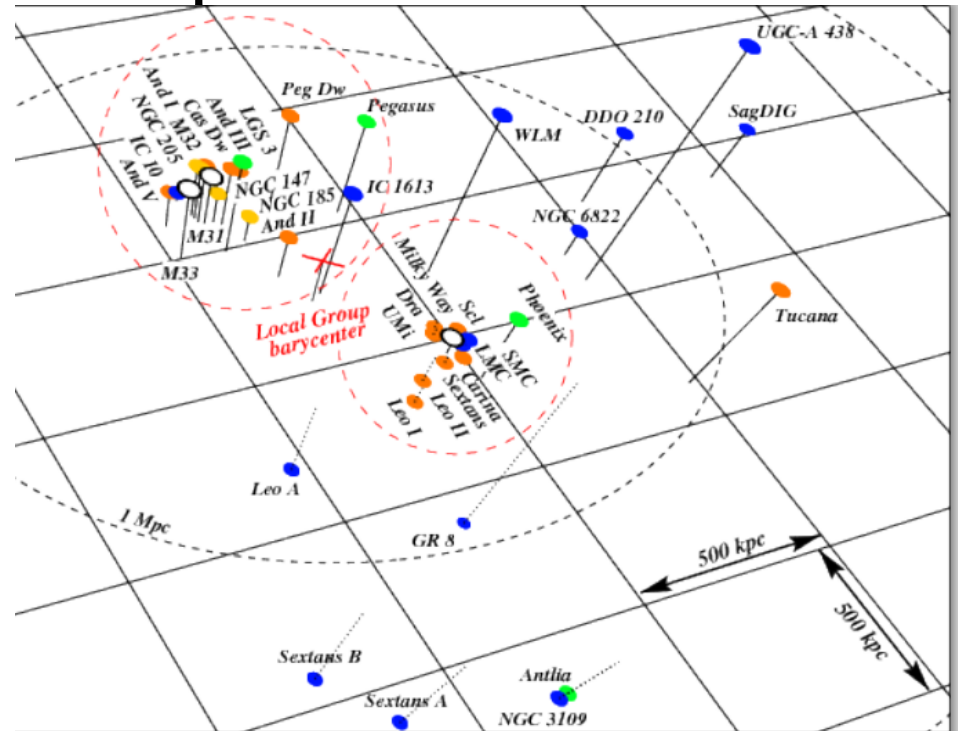 UGC-A 438
Peg Dw
Pegasus
WLM
DDO 210
SagDIG
And I
M32
Cas Dw
And III
LGS 3
NGC 205
IC 10
And V
NGC 147
NGC 185
And II
IC 1613
NGC 6822
M31
M33
Milky Way
Scl
Phoenix
Tucana
Local Group
barycenter
Dra
UMi
LMC
SMC
Carina
Sextans
Leo II
Leo I
Leo A
1 Mpc
GR 8
500 kpc
500 kpc
Sextans B
Sextans A
Antlia
NGC 3109